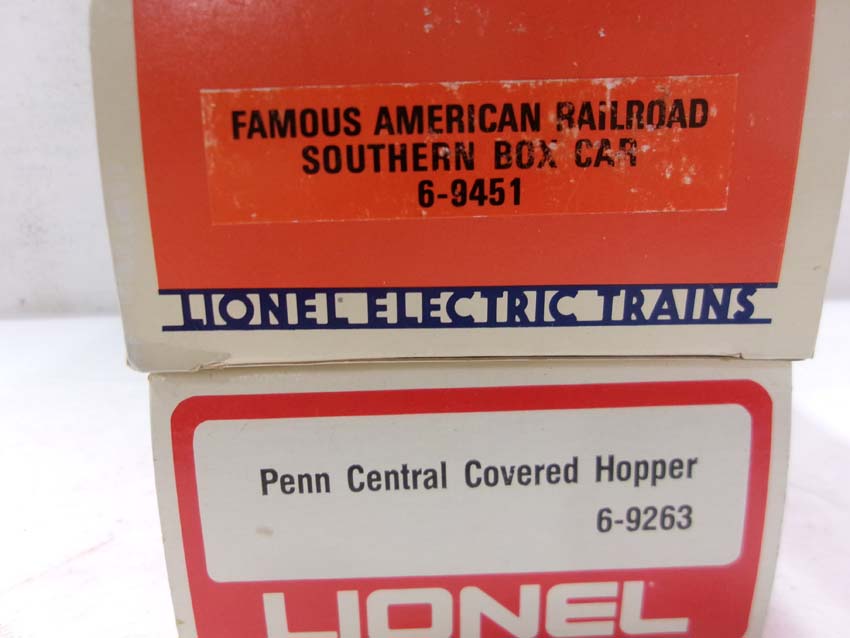 FAMOUS AMERICAN RAILROAD
SOUTHERN BOX CAR
6-9451
LIONEL ELECTRIC TRAINS
Penn Central Covered Hopper
6-9263
LIONEL